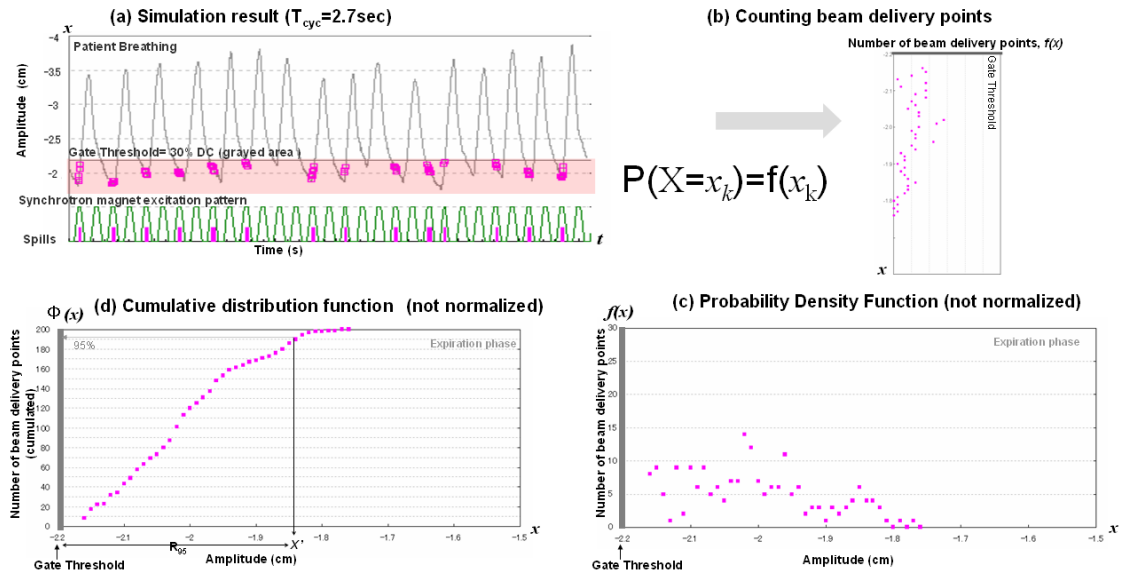 (a) Simulation result (Tcyc=2.7sec)
x
-4
-3.5
-3
-2.5
-2
Amplitude (cm)
Patient Breathing
Gate Threshold= 30% DC (grayed area )
Synchrotron magnet excitation pattern
Spills
Time (s)
t
(b) Counting beam delivery points
Number of beam delivery points, f(x)
Gate Threshold
P(X=xk)=f(xk)
-2.1
-2.0
x
(d) Cumulative distribution function (not normalized)
Φ(x)
Number of beam delivery points
(cumulated)
200
180
160
140
120
100
80
60
40
20
0
95%
Expiration phase
-2.2
-2.1
-2
-1.9
-1.8
-1.7
-1.6
-1.5
x
R95
X'
Amplitude (cm)
Gate Threshold
(c) Probability Density Function (not normalized)
f(x)
Number of beam delivery points
30
25
20
15
10
5
0
Expiration phase
-2.2
-2.1
-2
-1.9
-1.8
-1.7
-1.6
-1.5
x
Amplitude (cm)
Gate Threshold